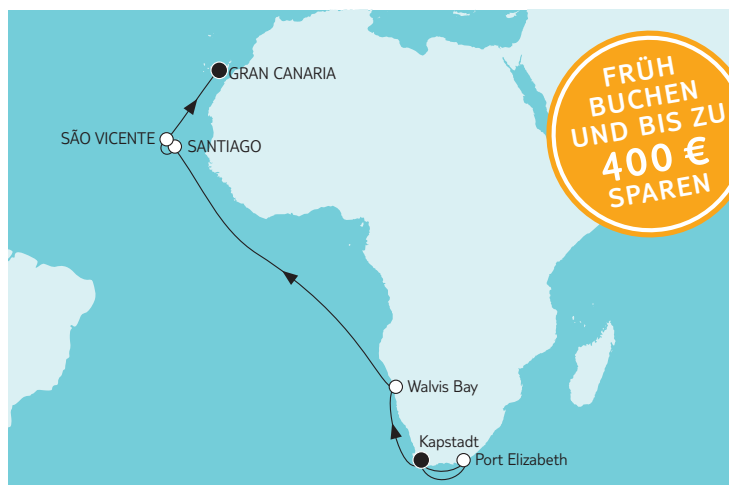 GRAN CANARIA
SÃO VICENTE
SANTIAGO
FRÜH
BUCHEN
UND BIS ZU
400 €
SPAREN
Walvis Bay
Kapstadt
Port Elizabeth